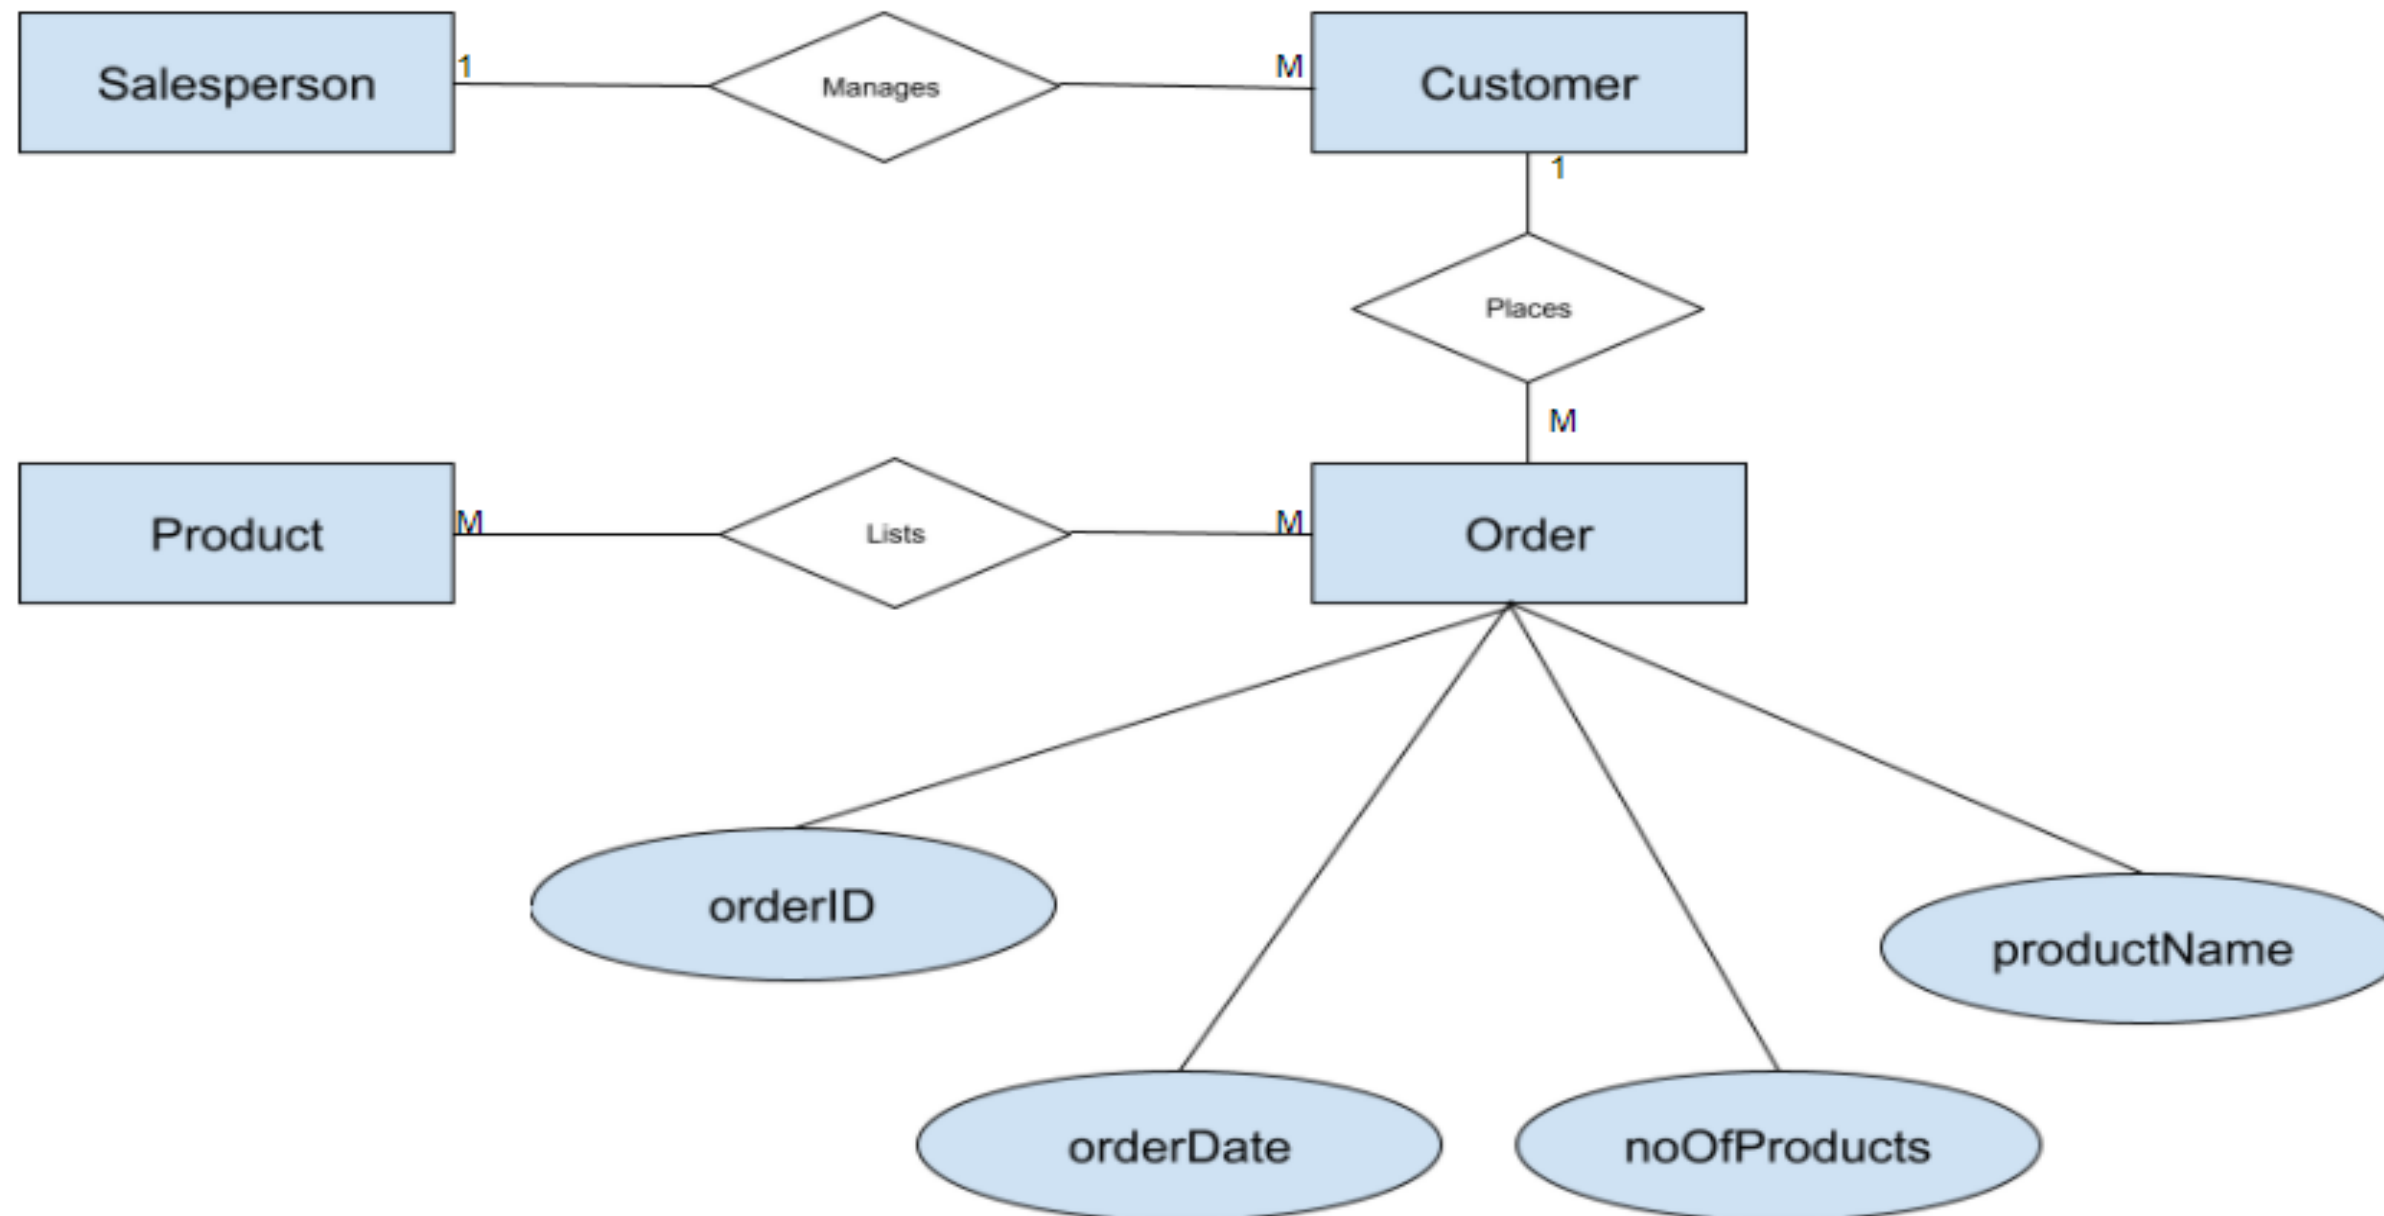 Salesperson
1
Manages
M
Customer
1
Places
M
Product
M
Lists
M
Order
orderID
productName
orderDate
noOfProducts